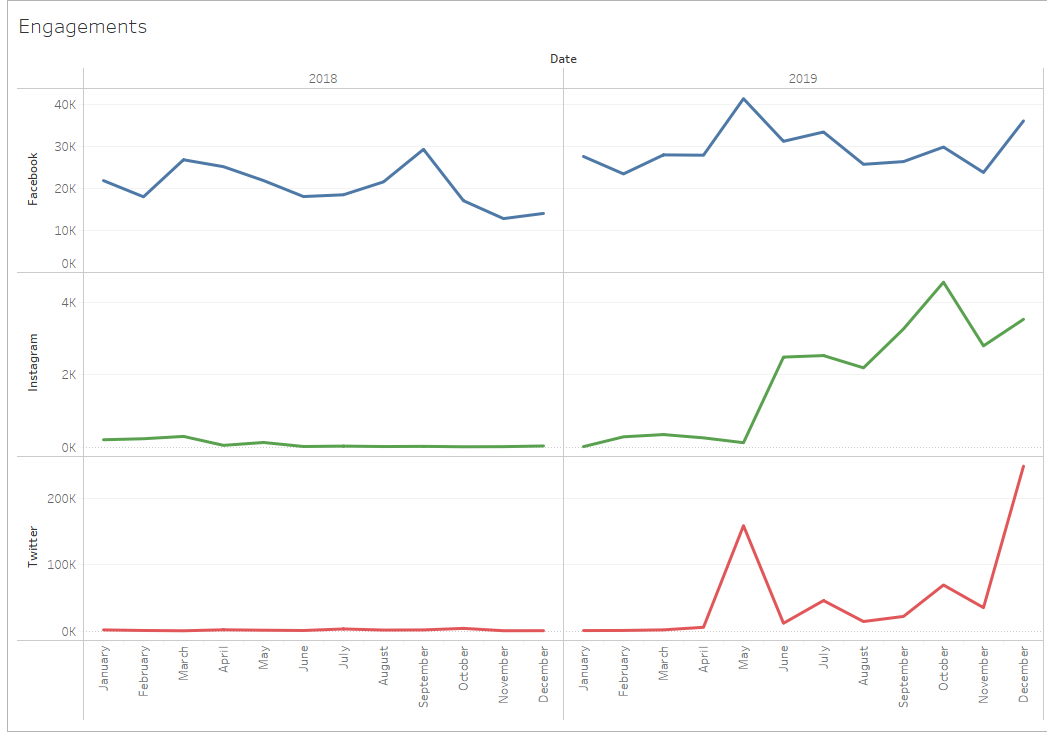 Engagements
Date
2018 2019
Facebook
40K
30K
20K
10K
0K
Instagram
4K
2K
0K
Twitter
200K
100K
0K
January February March April May June July August September October November December January February March April May June July August September October November December